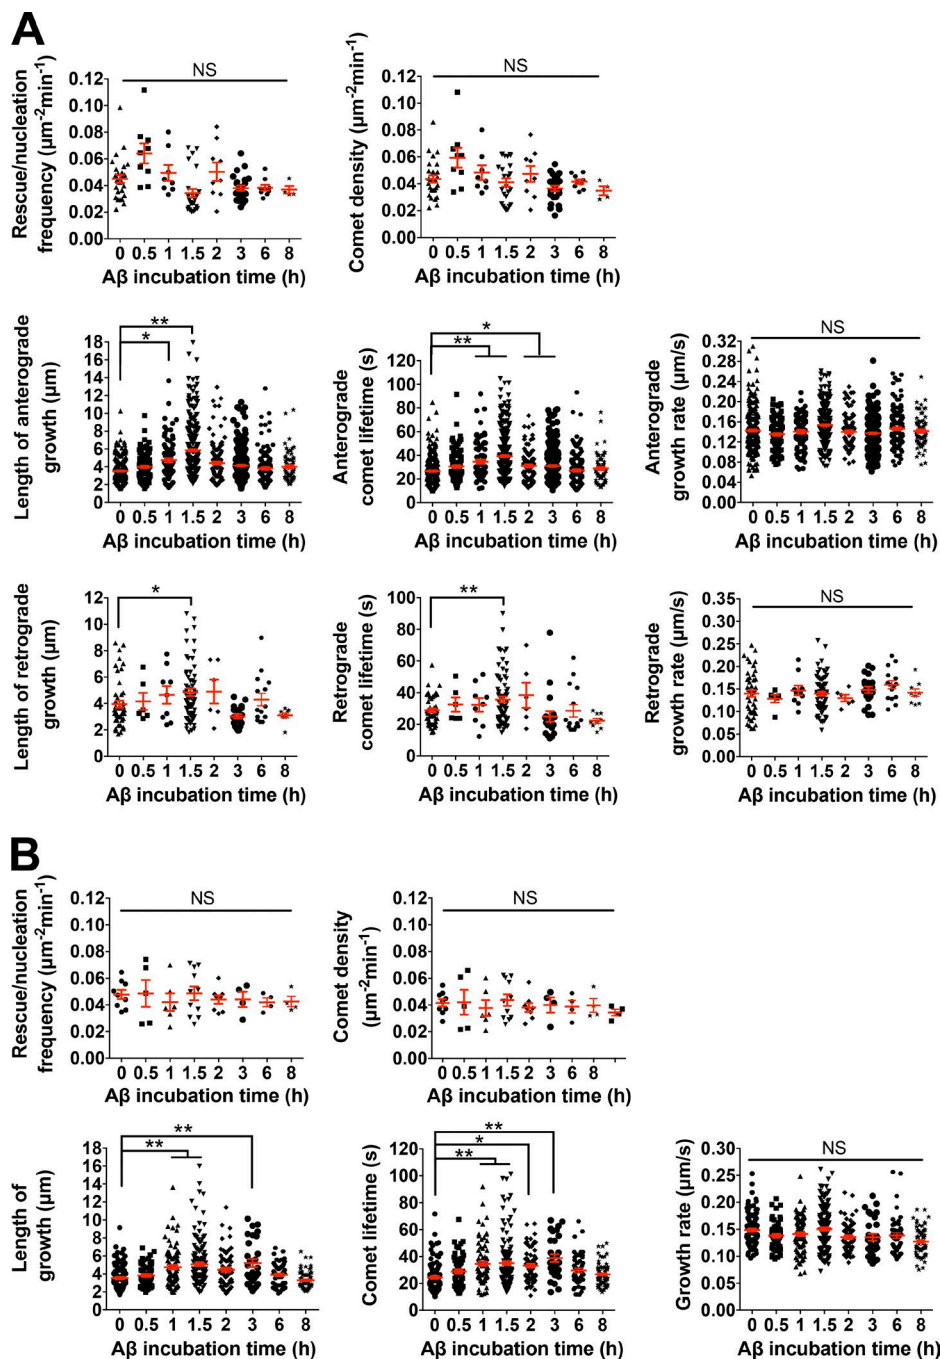 A
Rescue/nucleation
frequency (µm-2min-1)
NS
0.12
0.10
0.08
0.06
0.04
0.02
0.00
0 0.5 1 1.5 2 3 6 8
Aβ incubation time (h)
Comet density (µm-2min-1)
NS
0.12
0.10
0.08
0.06
0.04
0.02
0.00
0 0.5 1 1.5 2 3 6 8
Aβ incubation time (h)
Length of anterograde
growth (µm)
**
*
18
16
14
12
10
8
6
4
2
0
0 0.5 1 1.5 2 3 6 8
Aβ incubation time (h)
Anterograde
comet lifetime (s)
*
**
120
100
80
60
40
20
0
0 0.5 1 1.5 2 3 6 8
Aβ incubation time (h)
Anterograde
growth rate (µm/s)
NS
0.32
0.28
0.24
0.20
0.16
0.12
0.08
0.04
0.00
0 0.5 1 1.5 2 3 6 8
Aβ incubation time (h)
Length of retrograde
growth (µm)
*
12
10
8
6
4
2
0
0 0.5 1 1.5 2 3 6 8
Aβ incubation time (h)
Retrograde
comet lifetime (s)
**
100
80
60
40
20
0
0 0.5 1 1.5 2 3 6 8
Aβ incubation time (h)
Retrograde
growth rate (µm/s)
NS
0.35
0.30
0.25
0.20
0.15
0.10
0.05
0.00
0 0.5 1 1.5 2 3 6 8
Aβ incubation time (h)
B
Rescue/nucleation
frequency (µm-2min-1)
NS
0.12
0.10
0.08
0.06
0.04
0.02
0.00
0 0.5 1 1.5 2 3 6 8
Aβ incubation time (h)
Comet density
(µm-2min-1)
NS
0.12
0.10
0.08
0.06
0.04
0.02
0.00
0 0.5 1 1.5 2 3 6 8
Aβ incubation time (h)
Length of
growth (µm)
**
**
18
16
14
12
10
8
6
4
2
0
0 0.5 1 1.5 2 3 6 8
Aβ incubation time (h)
Comet lifetime (s)
**
*
**
120
100
80
60
40
20
0
0 0.5 1 1.5 2 3 6 8
Aβ incubation time (h)
Growth rate (µm/s)
NS
0.30
0.25
0.20
0.15
0.10
0.05
0.00
0 0.5 1 1.5 2 3 6 8
Aβ incubation time (h)